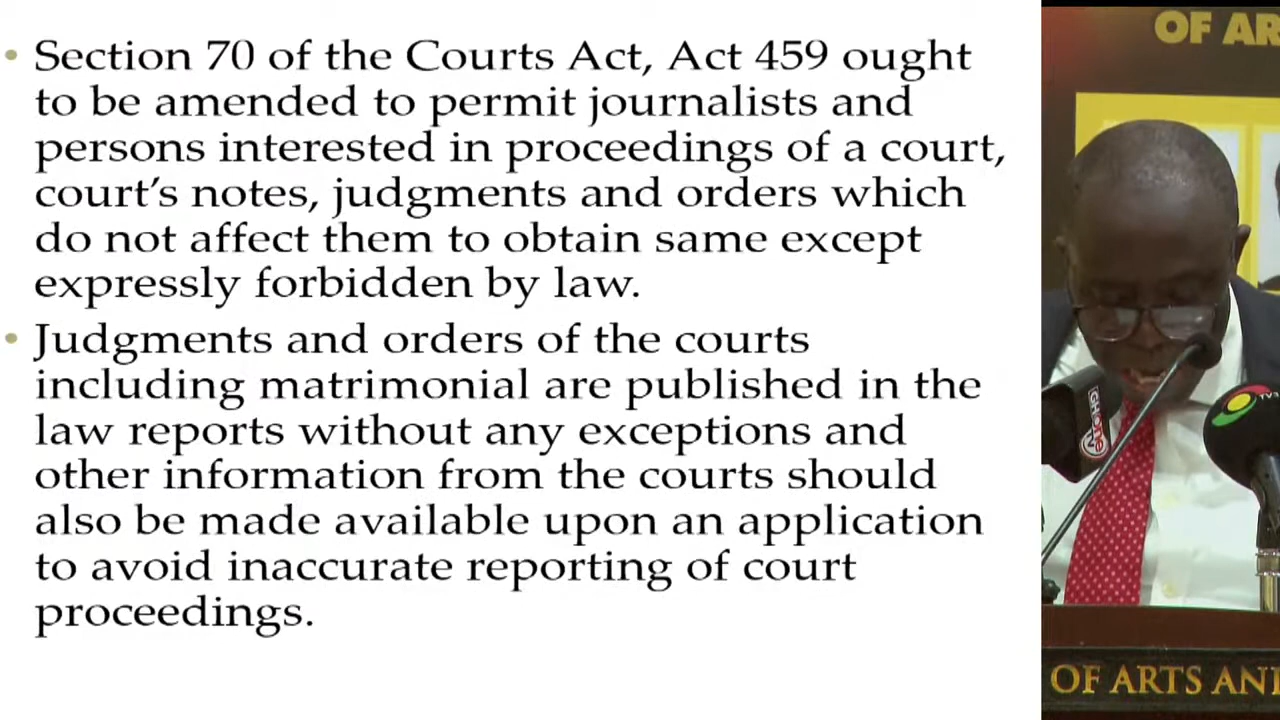 • Section 70 of the Courts Act, Act 459 ought
to be amended to permit journalists and
persons interested in proceedings of a court,
court’s notes, judgments and orders which
do not affect them to obtain same except
expressly forbidden by law.
• Judgments and orders of the courts
including matrimonial are published in the
law reports without any exceptions and
other information from the courts should
also be made available upon an application
to avoid inaccurate reporting of court
proceedings.
OF AR
GHone
TV
TV3
OF ARTS AND